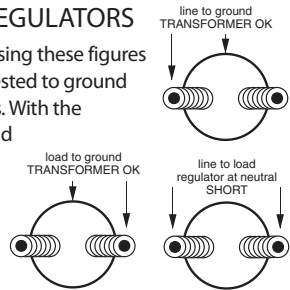 EGULATORS
sing these figures
ested to ground
s. With the
d
line to ground
TRANSFORMER OK
load to ground
TRANSFORMER OK
line to load
regulator at neutral
SHORT